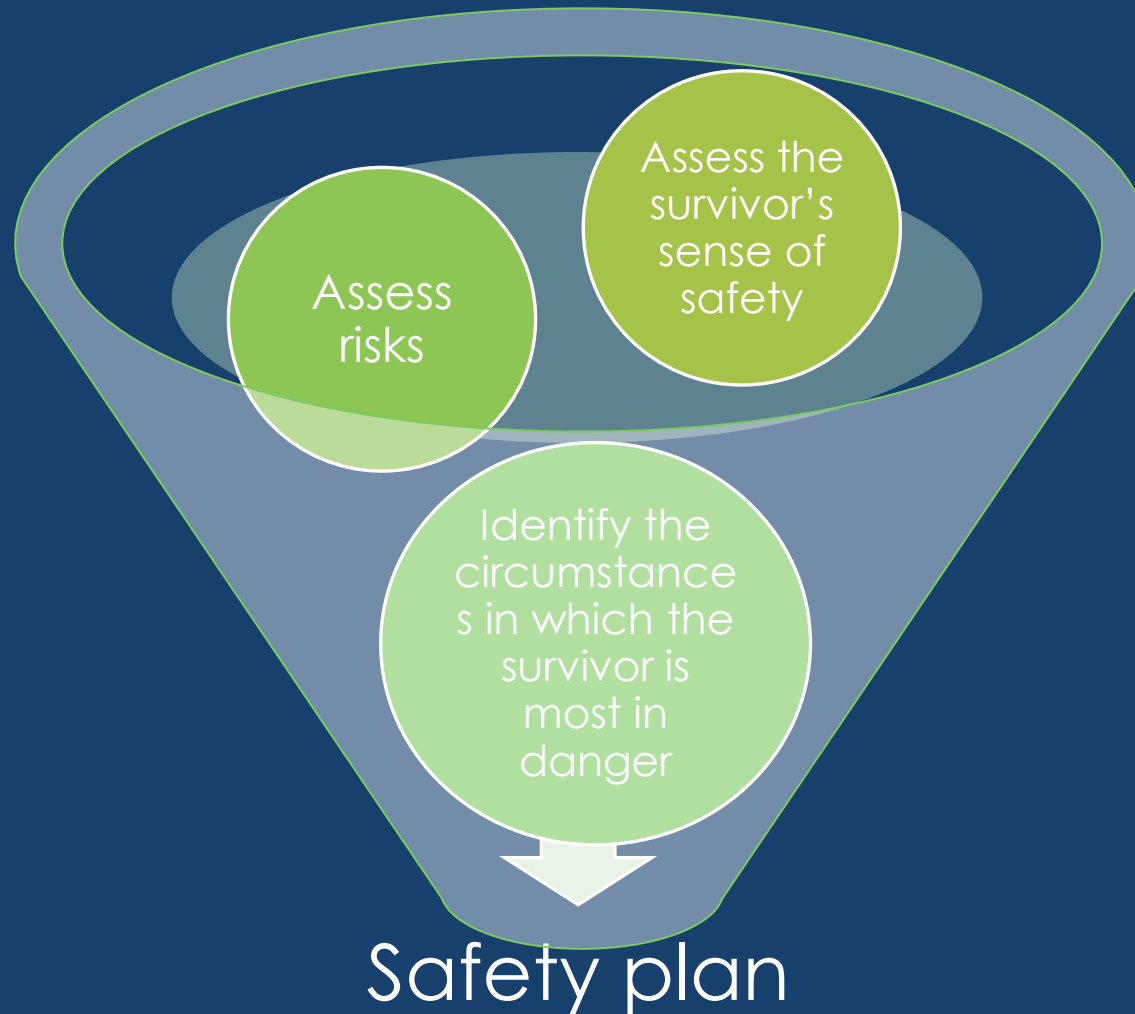 Assess the
survivor’s
sense of
safety
Assess
risks
Identify the
circumstance
s in which the
survivor is
most in
danger
Safety plan